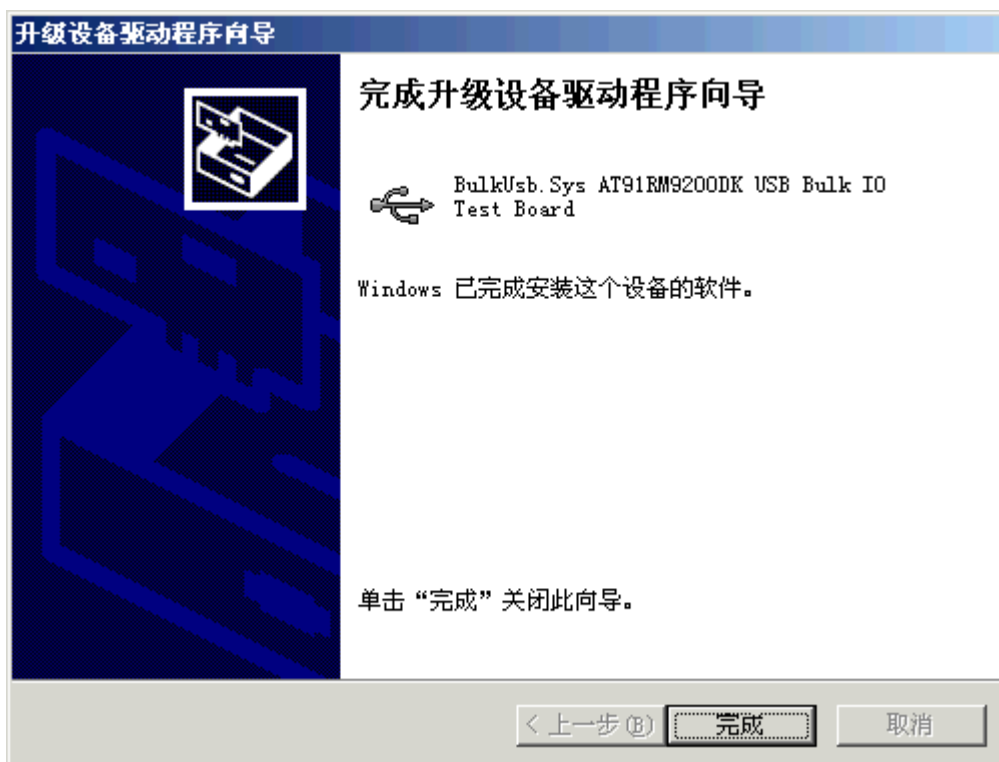 升级设备驱动程序向导
完成升级设备驱动程序向导
BulkUsb.Sys AT91RM9200DK USB Bulk IO
Test Board
Windows 已完成安装这个设备的软件。
单击“完成”关闭此向导。
< 上一步(B)
完成
取消